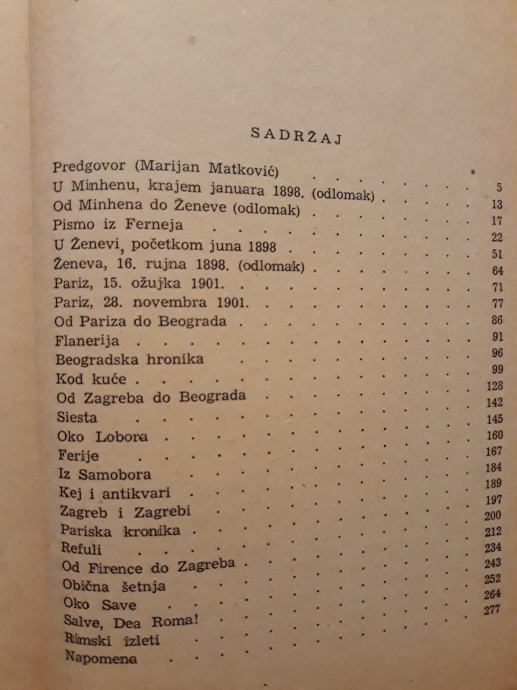 SADRŽAJ
Predgovor (Marijan Matković) . . . . . . . 5
U Minhenu, krajem januara 1898. (odlomak) . . . . 13
Od Minhena do Ženeve (odlomak) . . . . . . 17
Pismo iz Ferneja . . . . . . . . . 22
U Ženevi, početkom juna 1898 . . . . . . . 51
Ženeva, 16. rujna 1898. (odlomak) . . . . . . 64
Pariz, 15. ožujka 1901. . . . . . . . . 71
Pariz, 28. novembra 1901. . . . . . . . . 77
Od Pariza do Beograda . . . . . . . . . 86
Flanerija . . . . . . . . . . . 91
Beogradska hronika . . . . . . . . . 96
Kod kuće . . . . . . . . . . . 99
Od Zagreba do Beograda . . . . . . . . 128
Siesta . . . . . . . . . . . 142
Oko Lobora . . . . . . . . . . 145
Ferije . . . . . . . . . . . 160
Iz Samobora . . . . . . . . . . 167
Kej i antikvari . . . . . . . . . . 184
Zagreb i Zagrebi . . . . . . . . . 189
Pariska kronika . . . . . . . . . . 197
Refuli . . . . . . . . . . . 200
Od Firence do Zagreba . . . . . . . . 212
Obična šetnja . . . . . . . . . . 234
Oko Save . . . . . . . . . . 243
Salve, Dea Roma! . . . . . . . . . 252
Rimski izleti . . . . . . . . . . 264
Napomena . . . . . . . . . . 277